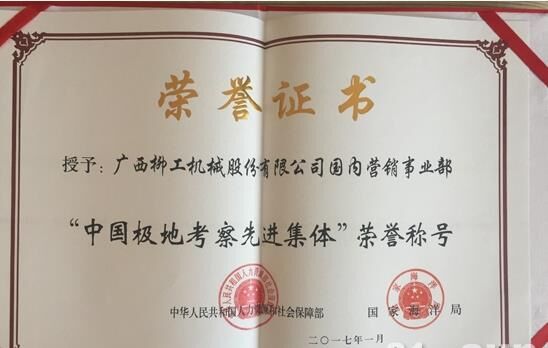 荣誉证书
授予：广西柳工机械股份有限公司国内营销事业部
“中国极地考察先进集体”荣誉称号
中华人民共和国人力资源和社会保障部 国家海洋局
二〇一七年一月